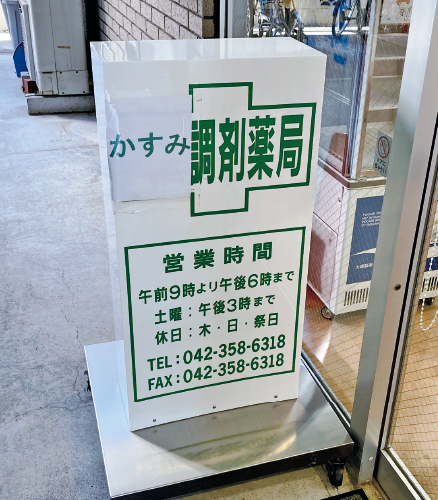 かすみ調剤薬局
営業時間
午前9時より午後6時まで
土曜：午後3時まで
休日：木・日・祭日
TEL：042-358-6318
FAX：042-358-6318